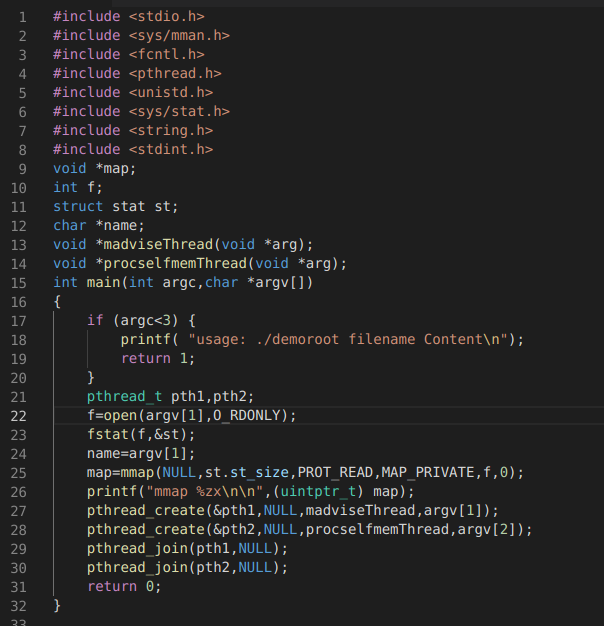 1 #include <stdio.h>
2 #include <sys/mman.h>
3 #include <fcntl.h>
4 #include <pthread.h>
5 #include <unistd.h>
6 #include <sys/stat.h>
7 #include <string.h>
8 #include <stdint.h>
9 void *map;
10 int f;
11 struct stat st;
12 char *name;
13 void *madviseThread(void *arg);
14 void *procselfmemThread(void *arg);
15 int main(int argc,char *argv[])
16 {
17     if (argc<3) {
18         printf( "usage: ./demoroot filename Content\n");
19         return 1;
20     }
21     pthread_t pth1,pth2;
22     f=open(argv[1],O_RDONLY);
23     fstat(f,&st);
24     name=argv[1];
25     map=mmap(NULL,st.st_size,PROT_READ,MAP_PRIVATE,f,0);
26     printf("mmap %zx\n\n",(uintptr_t) map);
27     pthread_create(&pth1,NULL,madviseThread,argv[1]);
28     pthread_create(&pth2,NULL,procselfmemThread,argv[2]);
29     pthread_join(pth1,NULL);
30     pthread_join(pth2,NULL);
31     return 0;
32 }
33